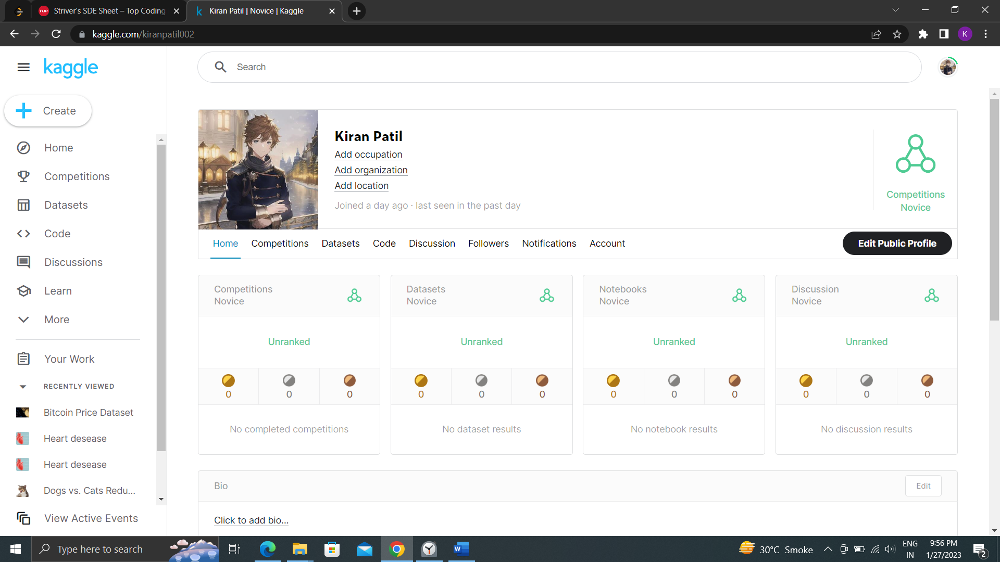 Striver's SDE Sheet – Top Coding
Kiran Patil | Novice | Kaggle
kaggle.com/kiranpatil002
K
kaggle
Search
Create
Home
Competitions
Datasets
Code
Discussions
Learn
More
Your Work
RECENTLY VIEWED
Bitcoin Price Dataset
Heart desease
Heart desease
Dogs vs. Cats Redu...
View Active Events
Kiran Patil
Add occupation
Add organization
Add location
Joined a day ago · last seen in the past day
Competitions
Novice
Home Competitions Datasets Code Discussion Followers Notifications Account
Edit Public Profile
Competitions
Novice
Unranked
0 0 0
No completed competitions
Datasets
Novice
Unranked
0 0 0
No dataset results
Notebooks
Novice
Unranked
0 0 0
No notebook results
Discussion
Novice
Unranked
0 0 0
No discussion results
Bio
Edit
Click to add bio...
Type here to search
30°C Smoke
ENG
IN
9:56 PM
1/27/2023
2